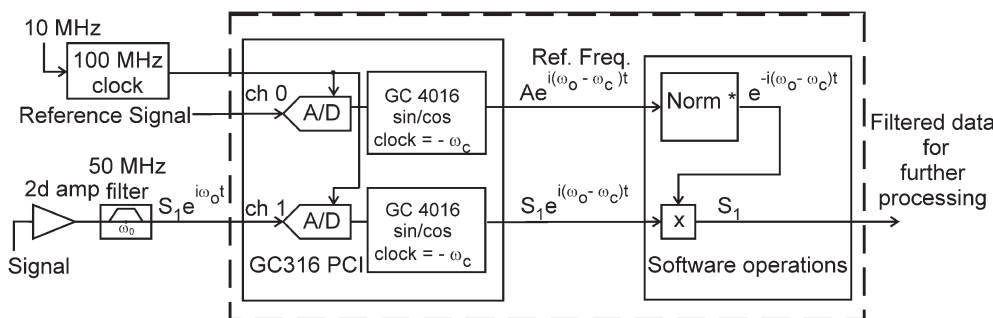 10 MHz
100 MHz
clock
Reference Signal
ch 0
A/D
GC 4016
sin/cos
clock = - ω_c
Ref. Freq.
Ae^{i(ω_o - ω_c)t}
Norm *
e^{-i(ω_o - ω_c)t}
Filtered data
for
further
processing
2d amp
50 MHz
filter
ω_0
Signal
S_1e^{iω_ot}
ch 1
A/D
GC 4016
sin/cos
clock = - ω_c
GC316 PCI
S_1e^{i(ω_o - ω_c)t}
x
S_1
Software operations